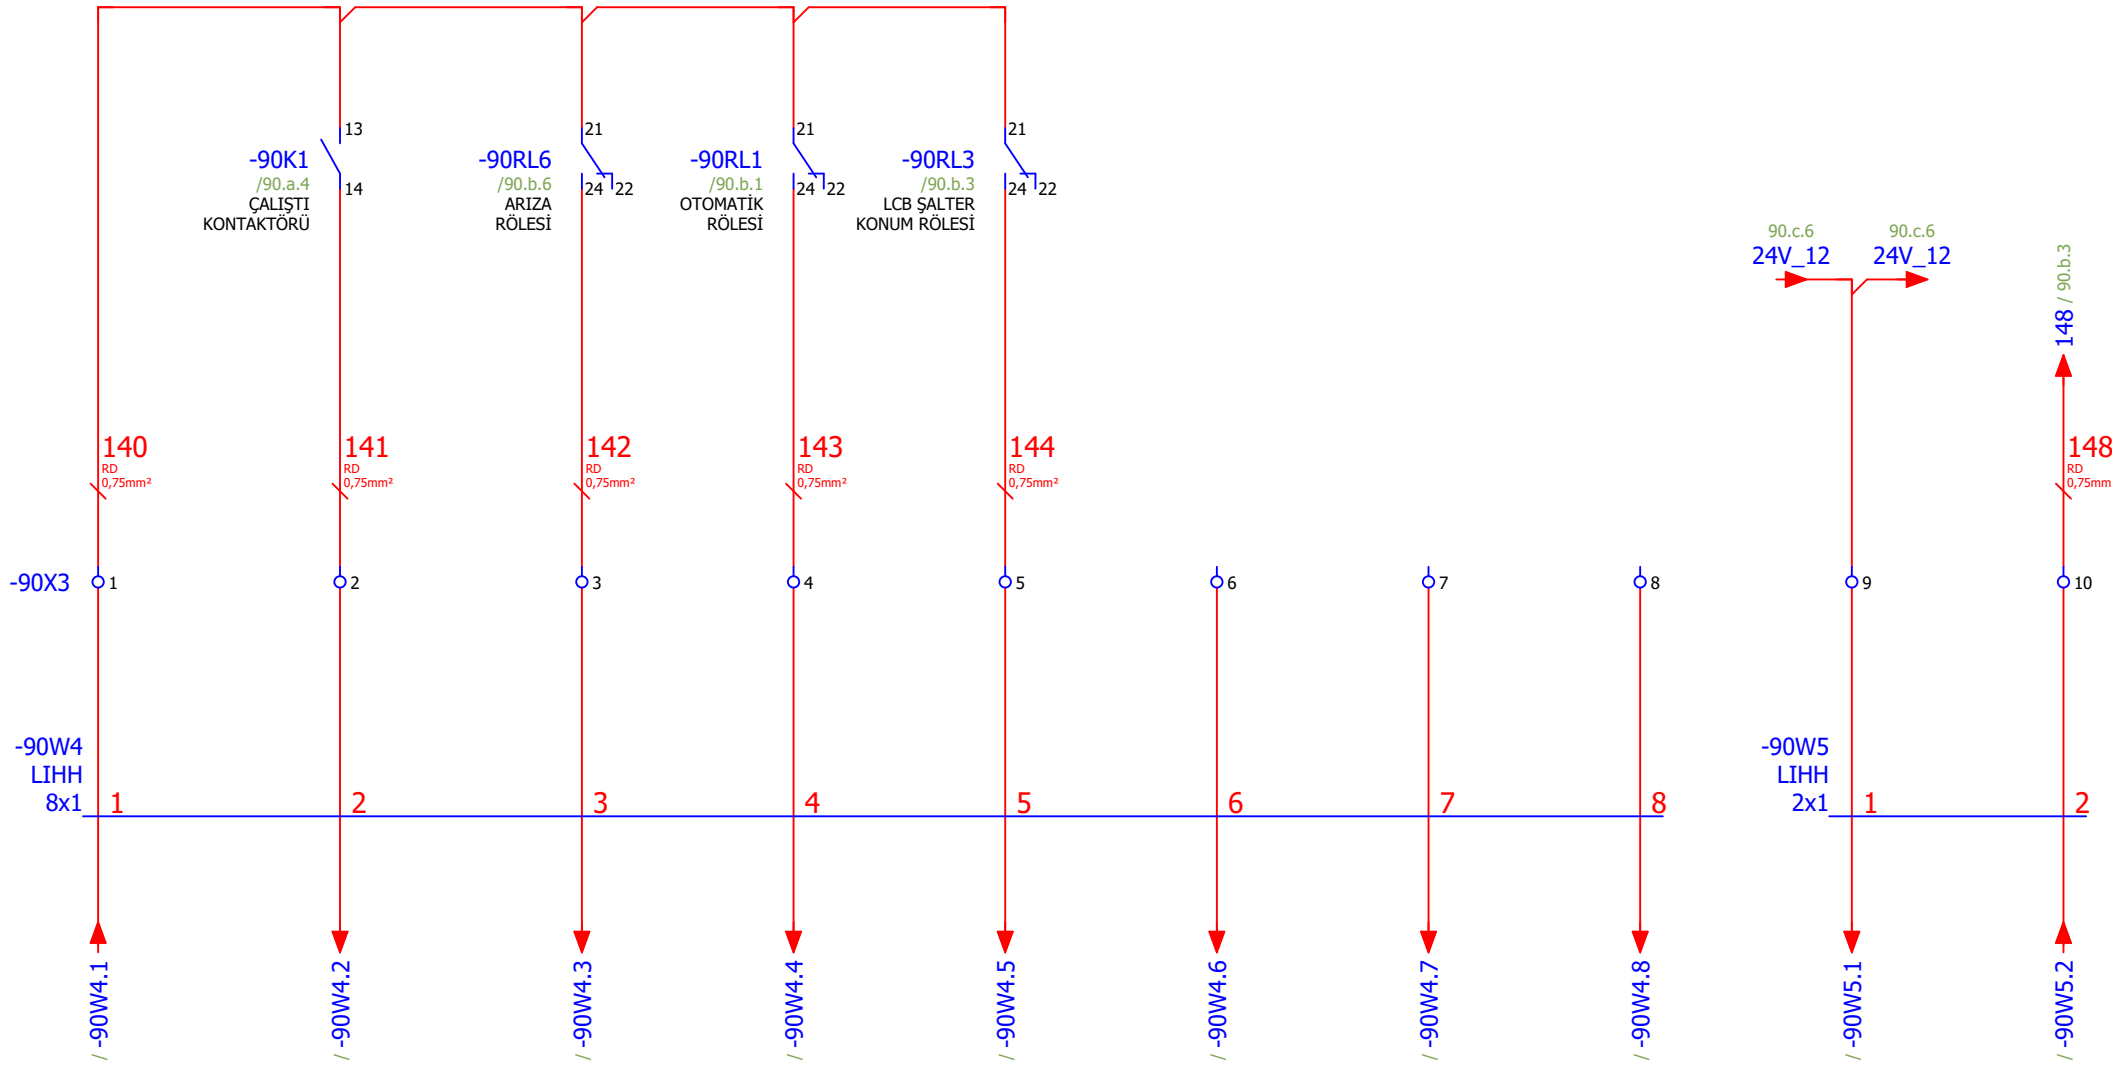 13
-90K1
/90.a.4
ÇALIŞTI
KONTAKTÖRÜ
14
21
-90RL6
/90.b.6
ARIZA
RÖLESİ
24
22
21
-90RL1
/90.b.1
OTOMATİK
RÖLESİ
24
22
21
-90RL3
/90.b.3
LCB ŞALTER
KONUM RÖLESİ
24
22
90.c.6
24V_12
90.c.6
24V_12
148 / 90.b.3
140
RD
0,75mm²
141
RD
0,75mm²
142
RD
0,75mm²
143
RD
0,75mm²
144
RD
0,75mm²
148
RD
0,75mm
-90X3
1
2
3
4
5
6
7
8
9
10
-90W4
LIHH
8x1
1
2
3
4
5
6
7
8
-90W5
LIHH
2x1
1
2
/ -90W4.1
/ -90W4.2
/ -90W4.3
/ -90W4.4
/ -90W4.5
/ -90W4.6
/ -90W4.7
/ -90W4.8
/ -90W5.1
/ -90W5.2